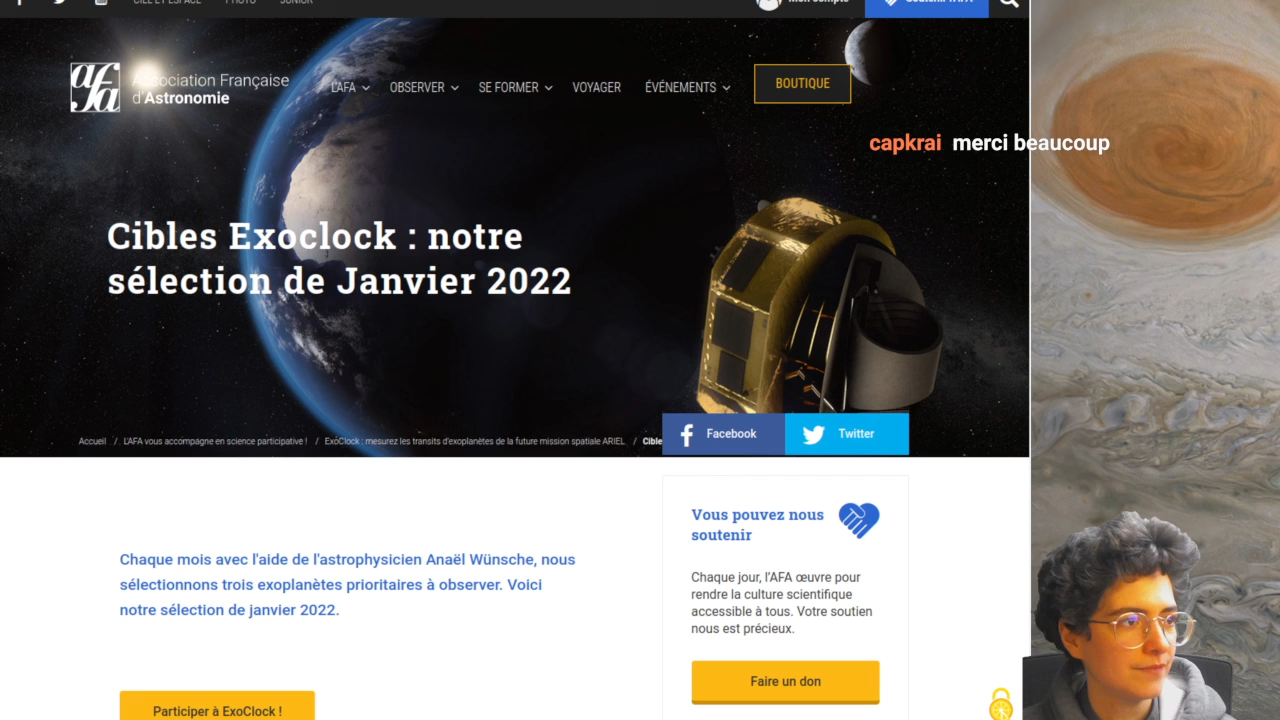 CIEL ET ESPACE
PHOTO
JUNIOR
Mon compte
Soutenir l'AFA
afa
Association Française
d'Astronomie
L'AFA
OBSERVER
SE FORMER
VOYAGER
ÉVÉNEMENTS
BOUTIQUE
capkrai merci beaucoup
Cibles Exoclock : notre
sélection de Janvier 2022
Accueil / L'AFA vous accompagne en science participative ! / ExoClock : mesurez les transits d'exoplanètes de la future mission spatiale ARIEL / Cible
Facebook
Twitter
Vous pouvez nous
soutenir
Chaque mois avec l'aide de l'astrophysicien Anaël Wünsche, nous
sélectionnons trois exoplanètes prioritaires à observer. Voici
notre sélection de janvier 2022.
Chaque jour, l'AFA œuvre pour
rendre la culture scientifique
accessible à tous. Votre soutien
nous est précieux.
Faire un don
Participer à ExoClock !